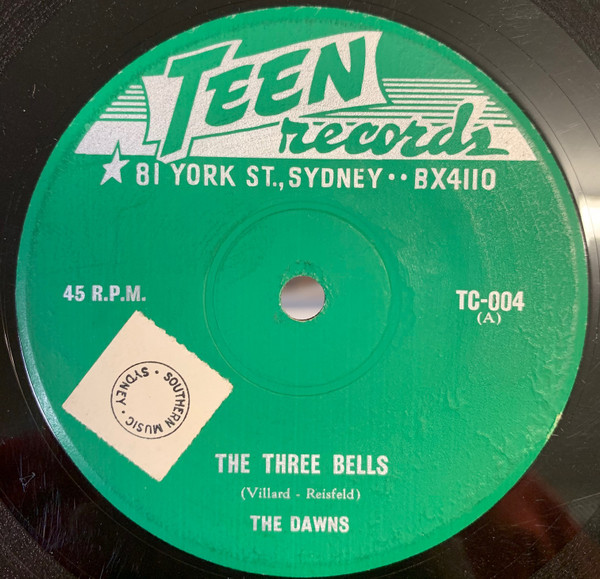 TEEN
records
81 YORK ST., SYDNEY·· BX4110
45 R.P.M.
TC-004
(A)
SOUTHERN MUSIC · SYDNEY ·
THE THREE BELLS
(Villard - Reisfeld)
THE DAWNS